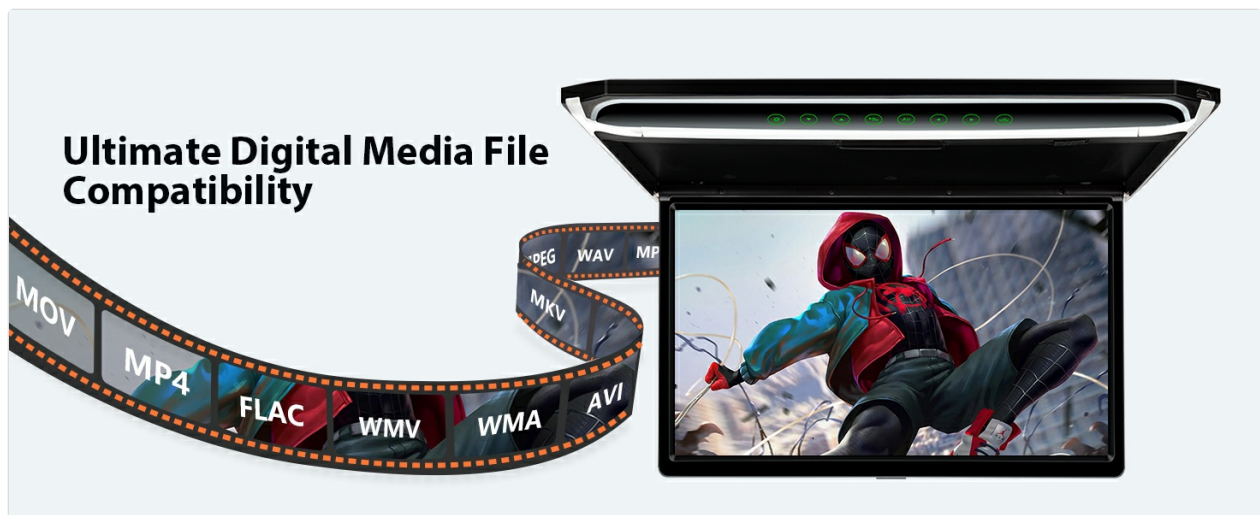 Ultimate Digital Media File
Compatibility
WAV
MKV
MOV
MP4
FLAC
WMV
WMA
AVI